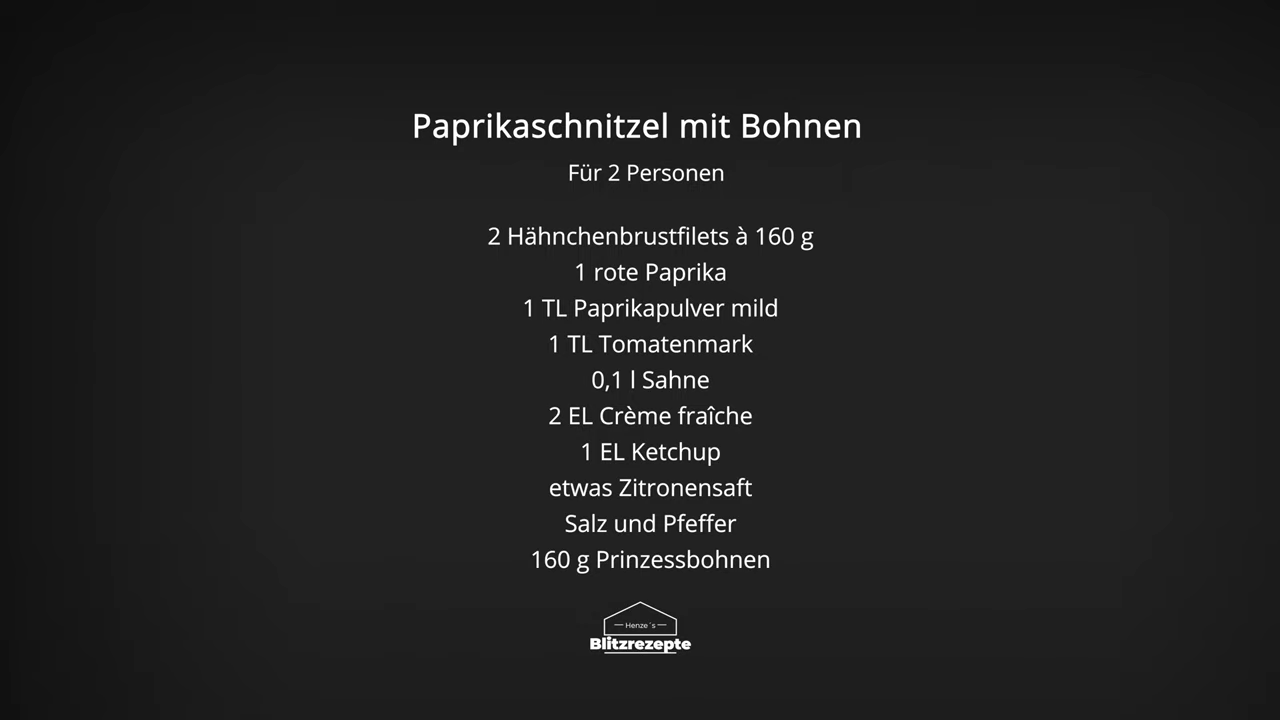 Paprikaschnitzel mit Bohnen
Für 2 Personen
2 Hähnchenbrustfilets à 160 g
1 rote Paprika
1 TL Paprikapulver mild
1 TL Tomatenmark
0,1 l Sahne
2 EL Crème fraîche
1 EL Ketchup
etwas Zitronensaft
Salz und Pfeffer
160 g Prinzessbohnen
Henze´s
Blitzrezepte